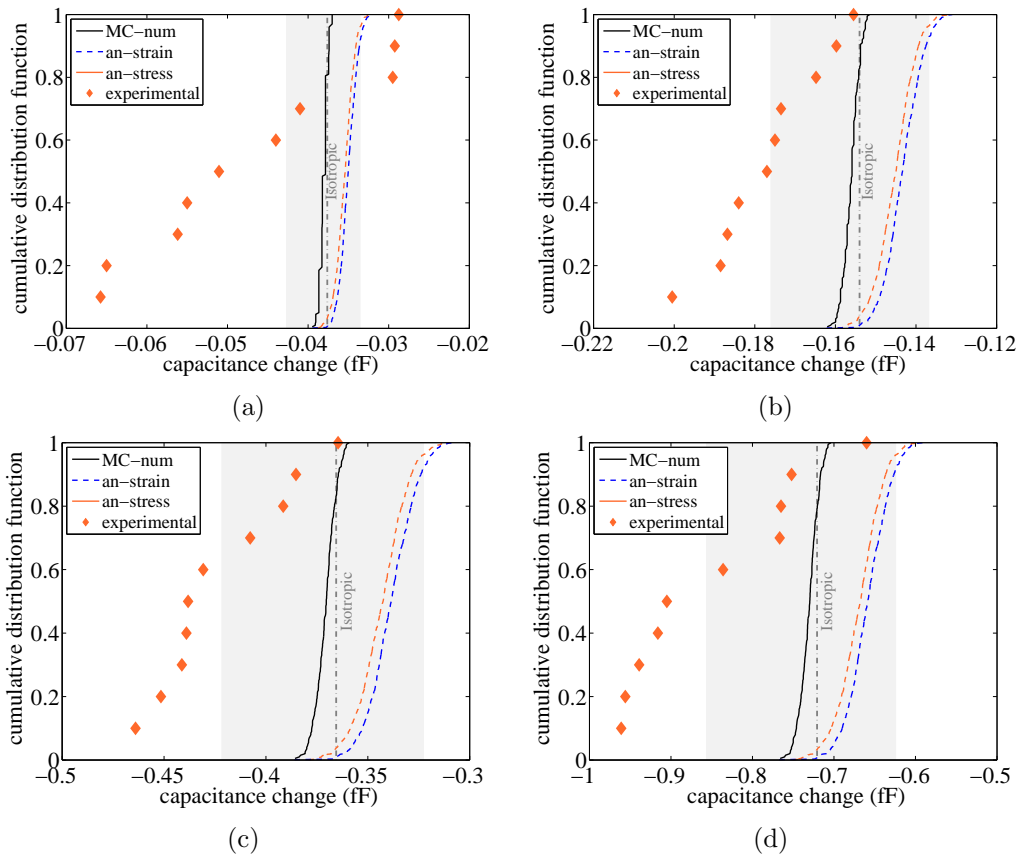 1
0.8
0.6
0.4
0.2
0
cumulative distribution function
MC−num
an−strain
an−stress
experimental
Isotropic
−0.07 −0.06 −0.05 −0.04 −0.03 −0.02
capacitance change (fF)
(a)
1
0.8
0.6
0.4
0.2
0
cumulative distribution function
MC−num
an−strain
an−stress
experimental
Isotropic
−0.22 −0.2 −0.18 −0.16 −0.14 −0.12
capacitance change (fF)
(b)
1
0.8
0.6
0.4
0.2
0
cumulative distribution function
MC−num
an−strain
an−stress
experimental
Isotropic
−0.5 −0.45 −0.4 −0.35 −0.3
capacitance change (fF)
(c)
1
0.8
0.6
0.4
0.2
0
cumulative distribution function
MC−num
an−strain
an−stress
experimental
Isotropic
−1 −0.9 −0.8 −0.7 −0.6 −0.5
capacitance change (fF)
(d)